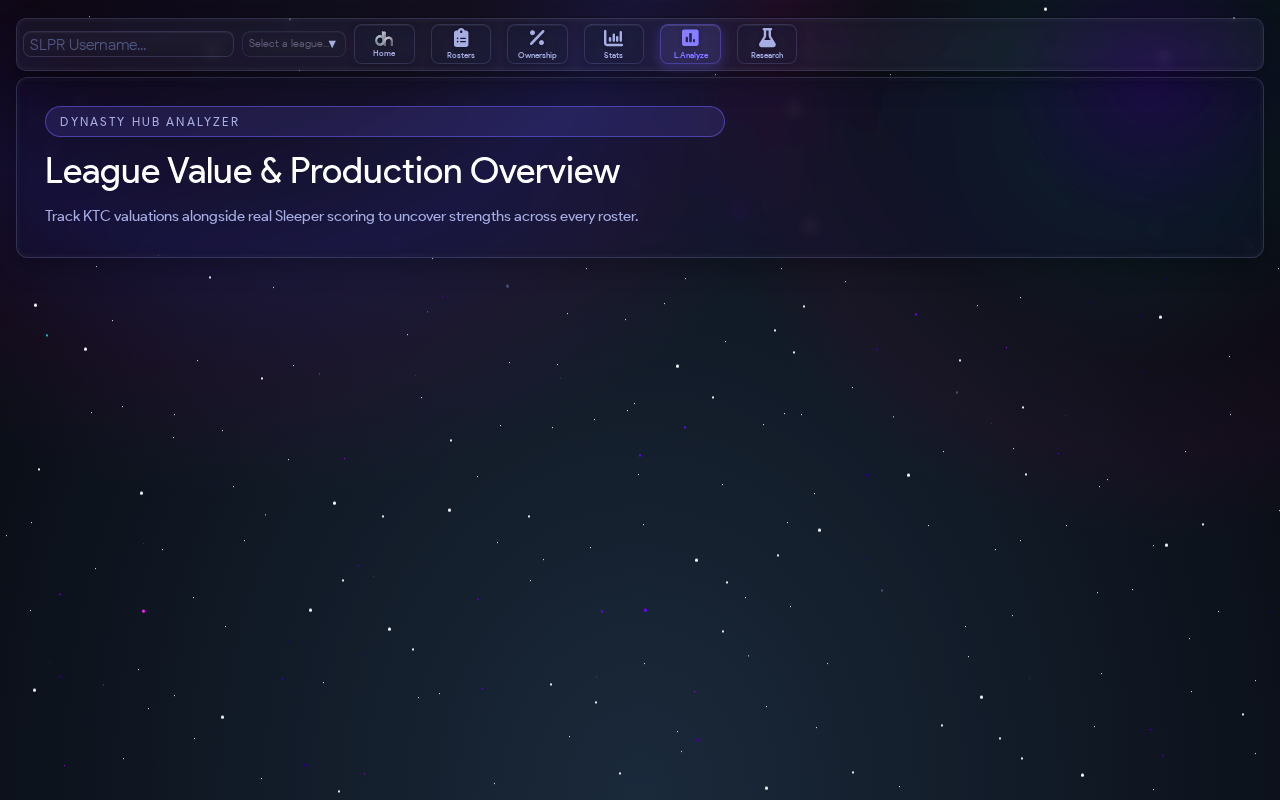 SLPR Username...
Select a league...
dh
Home
Rosters
Ownership
Stats
L Analyze
Research
DYNASTY HUB ANALYZER
League Value & Production Overview
Track KTC valuations alongside real Sleeper scoring to uncover strengths across every roster.